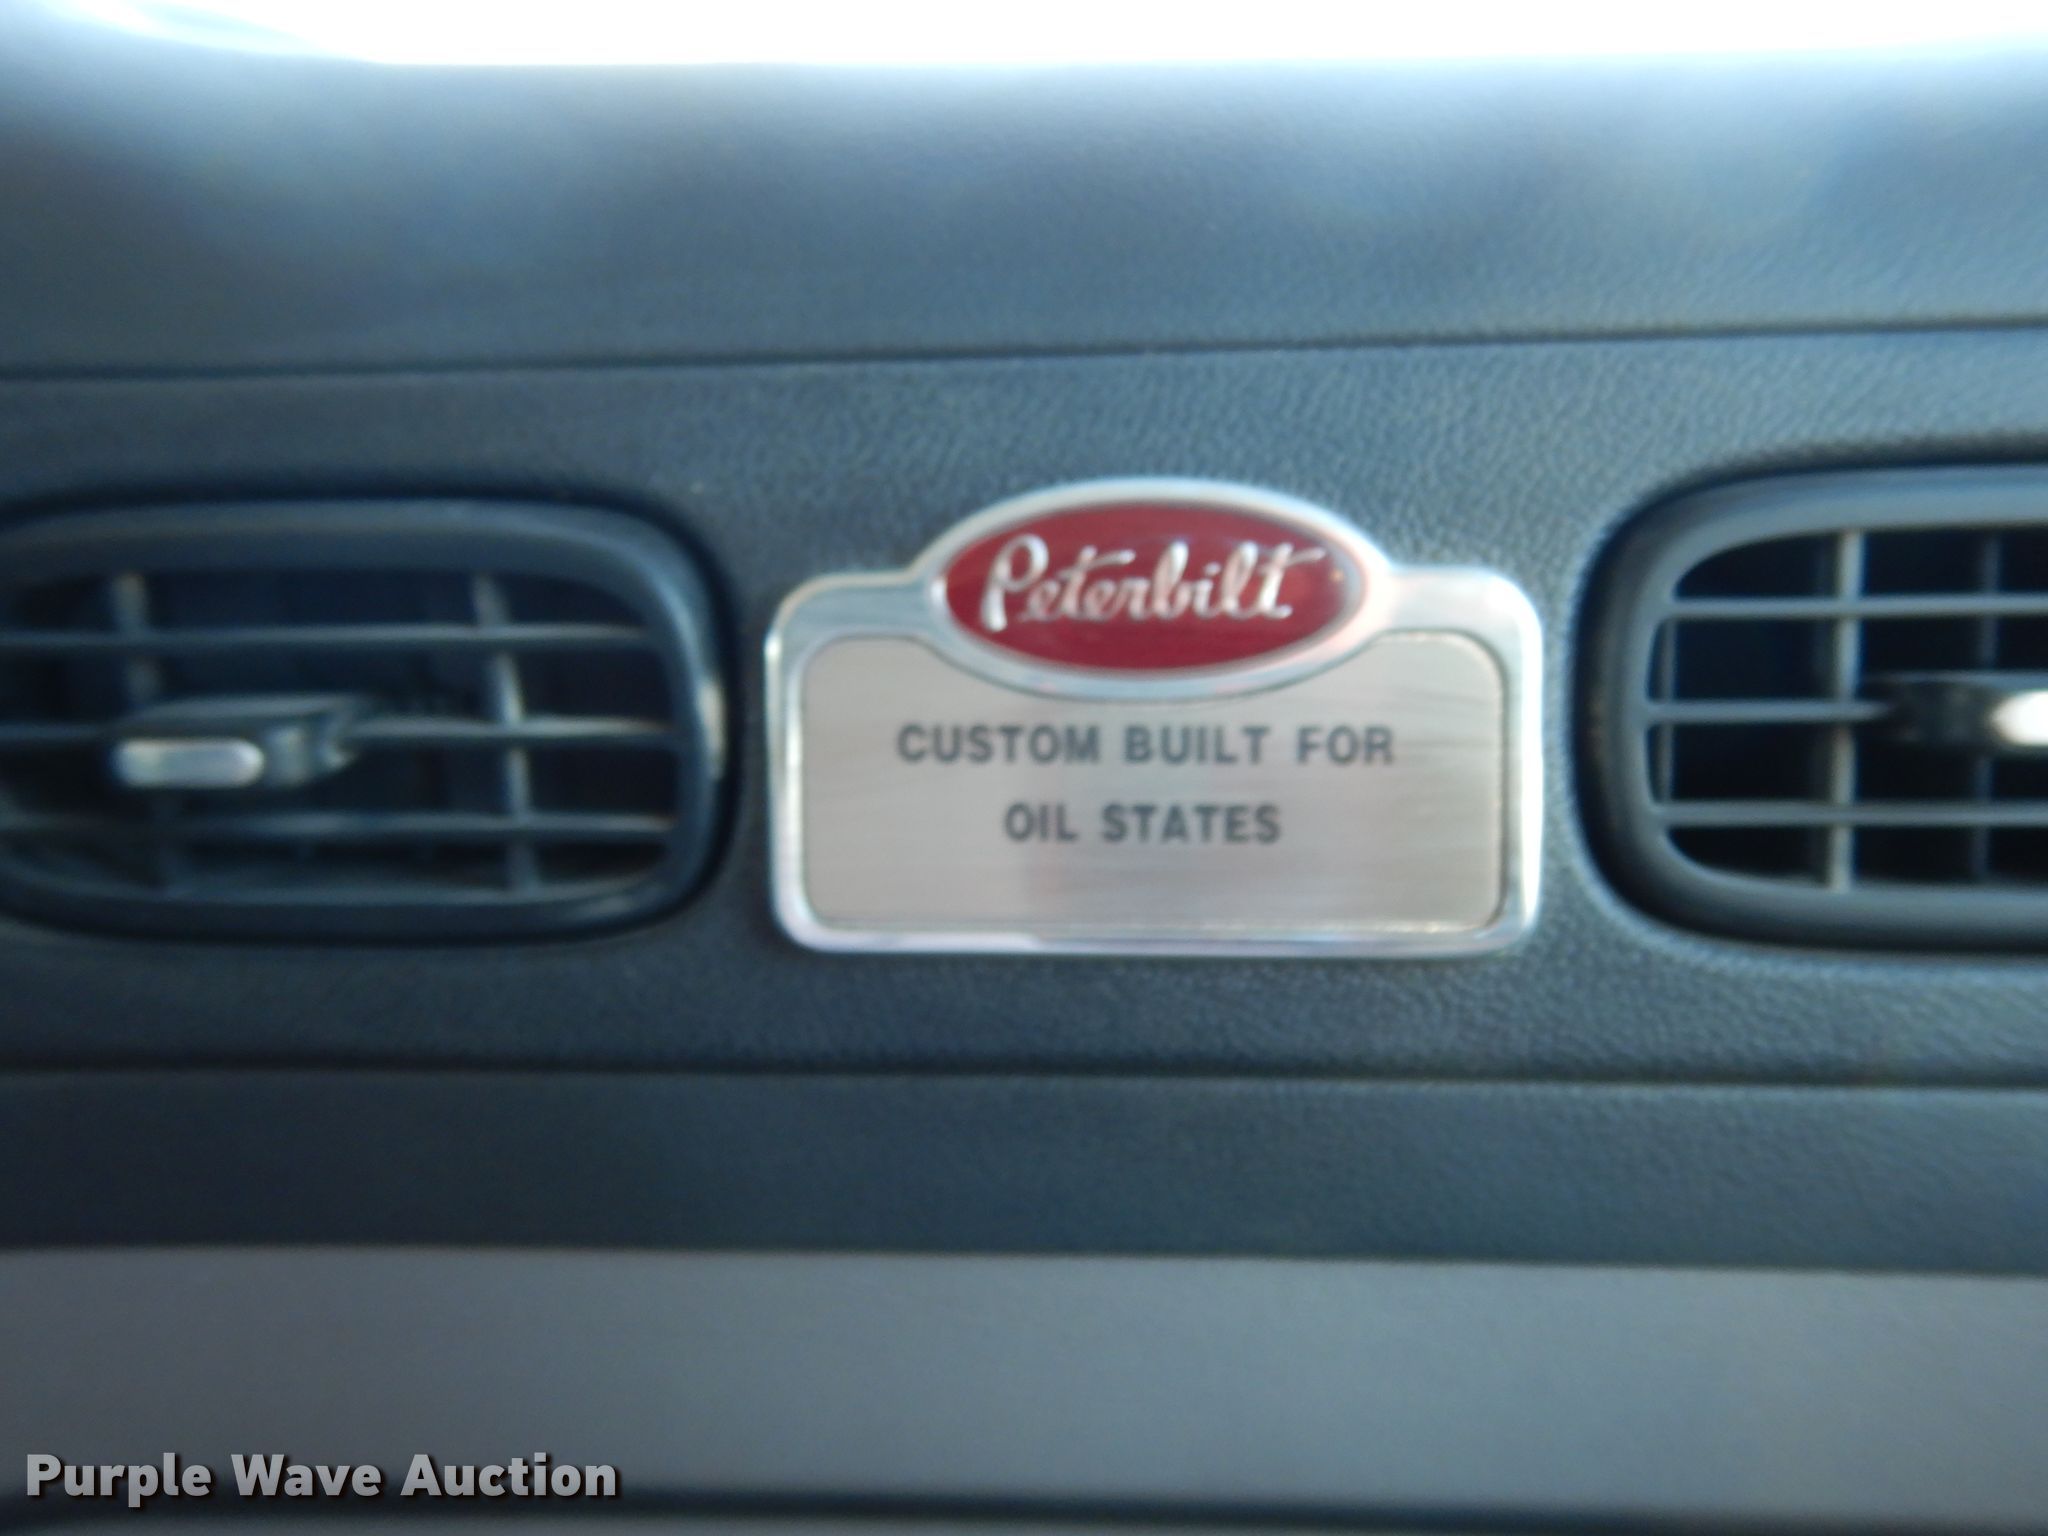 Peterbilt
CUSTOM BUILT FOR
OIL STATES
Purple Wave Auction